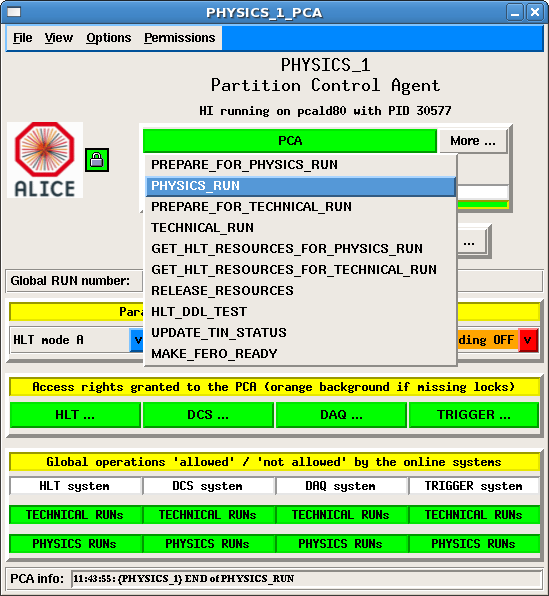 PHYSICS_1_PCA
File View Options Permissions
PHYSICS_1
Partition Control Agent
HI running on pcald80 with PID 30577
ALICE
PCA
More ...
PREPARE_FOR_PHYSICS_RUN
PHYSICS_RUN
PREPARE_FOR_TECHNICAL_RUN
TECHNICAL_RUN
GET_HLT_RESOURCES_FOR_PHYSICS_RUN
GET_HLT_RESOURCES_FOR_TECHNICAL_RUN
RELEASE_RESOURCES
HLT_DDL_TEST
UPDATE_TIN_STATUS
MAKE_FERO_READY
...
Global RUN number:
HLT mode A
v
OFF
v
Access rights granted to the PCA (orange background if missing locks)
HLT ... DCS ... DAQ ... TRIGGER ...
Global operations 'allowed' / 'not allowed' by the online systems
HLT system DCS system DAQ system TRIGGER system
TECHNICAL RUNs TECHNICAL RUNs TECHNICAL RUNs TECHNICAL RUNs
PHYSICS RUNs PHYSICS RUNs PHYSICS RUNs PHYSICS RUNs
PCA info: 11:43:55: {PHYSICS_1} END of PHYSICS_RUN